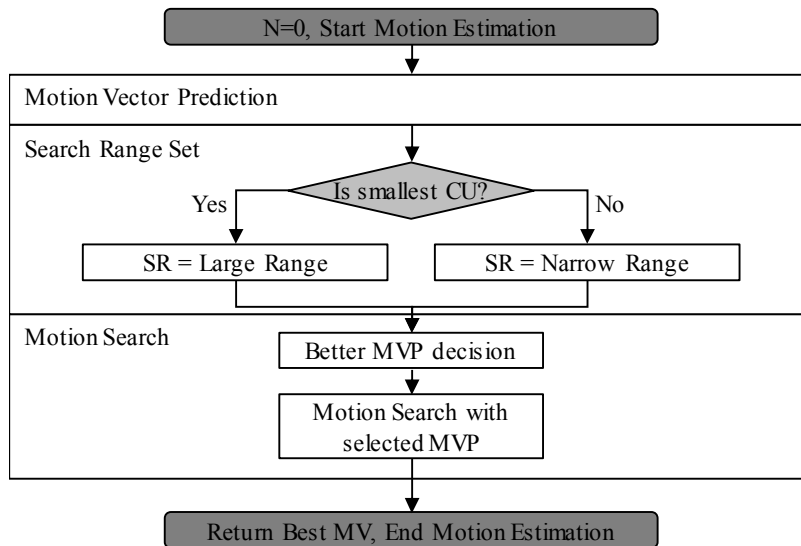 N=0, Start Motion Estimation
Motion Vector Prediction
Search Range Set
Is smallest CU?
Yes
No
SR = Large Range
SR = Narrow Range
Motion Search
Better MVP decision
Motion Search with
selected MVP
Return Best MV, End Motion Estimation